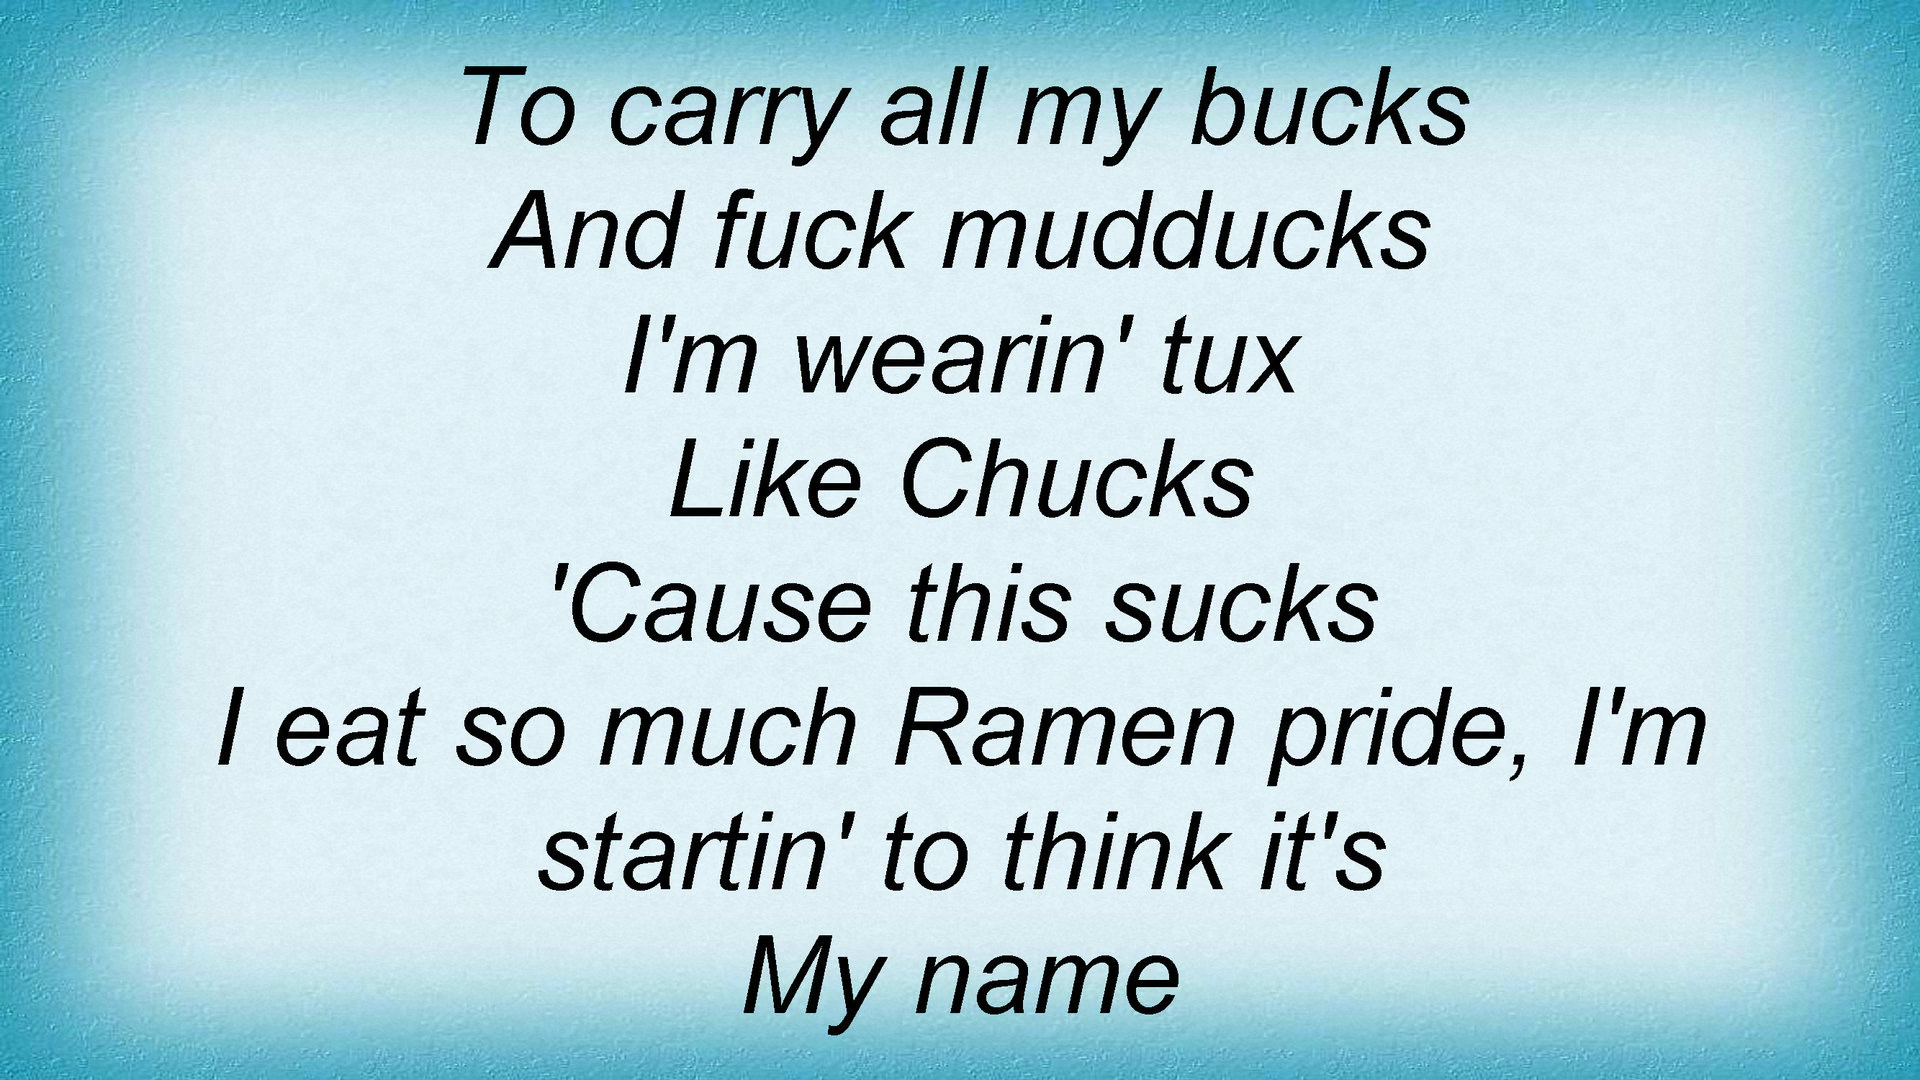 To carry all my bucks
And fuck mudducks
I'm wearin' tux
Like Chucks
'Cause this sucks
I eat so much Ramen pride, I'm
startin' to think it's
My name